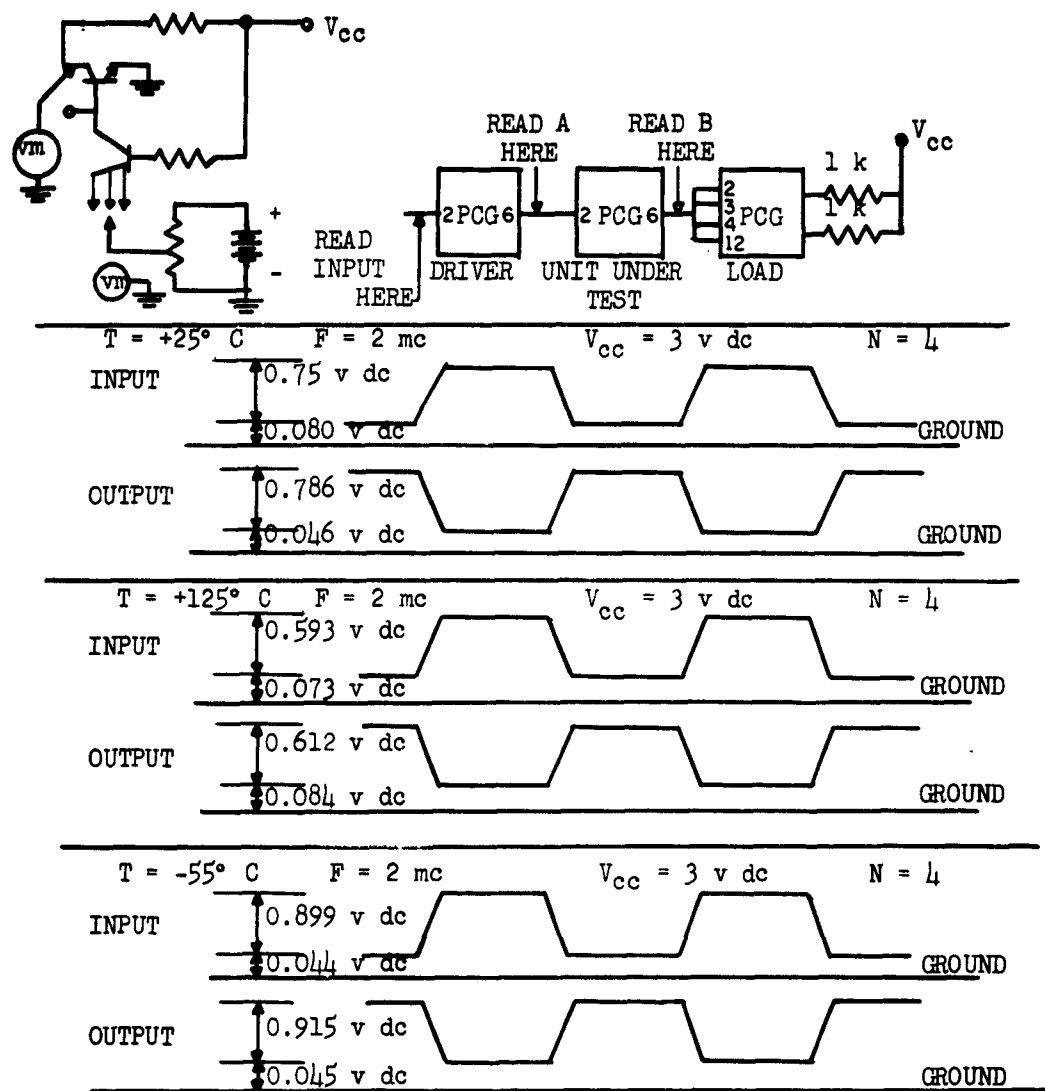 Vcc
vm
+
-
vm
READ A HERE
READ B HERE
Vcc
1 k
1 k
READ INPUT HERE
2 PCG 6
DRIVER
2 PCG 6
UNIT UNDER TEST
2
3
4
12
PCG
LOAD
T = +25° C F = 2 mc Vcc = 3 v dc N = 4
INPUT
0.75 v dc
0.080 v dc
GROUND
OUTPUT
0.786 v dc
0.046 v dc
GROUND
T = +125° C F = 2 mc Vcc = 3 v dc N = 4
INPUT
0.593 v dc
0.073 v dc
GROUND
OUTPUT
0.612 v dc
0.084 v dc
GROUND
T = -55° C F = 2 mc Vcc = 3 v dc N = 4
INPUT
0.899 v dc
0.044 v dc
GROUND
OUTPUT
0.915 v dc
0.045 v dc
GROUND